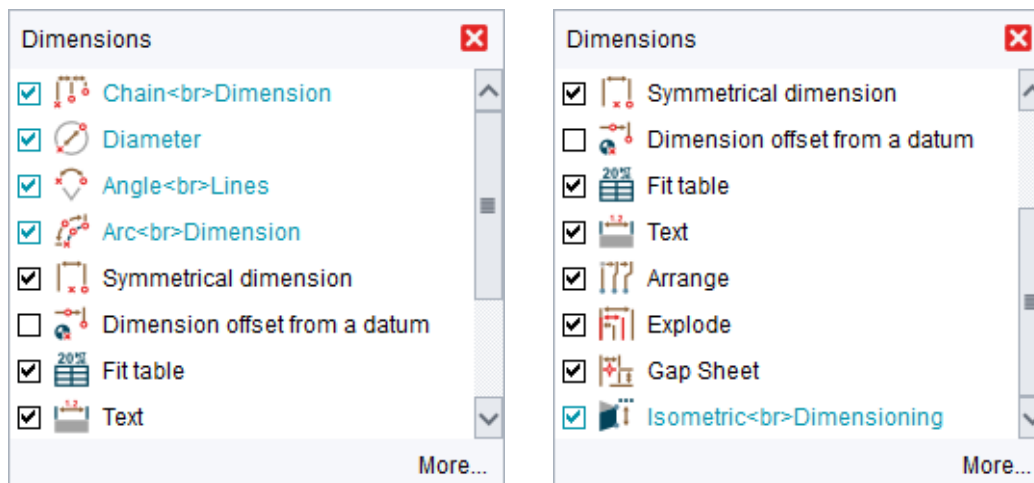 Dimensions
Chain<br>Dimension
Diameter
Angle<br>Lines
Arc<br>Dimension
Symmetrical dimension
Dimension offset from a datum
Fit table
Text
More...
Dimensions
Symmetrical dimension
Dimension offset from a datum
Fit table
Text
Arrange
Explode
Gap Sheet
Isometric<br>Dimensioning
More...